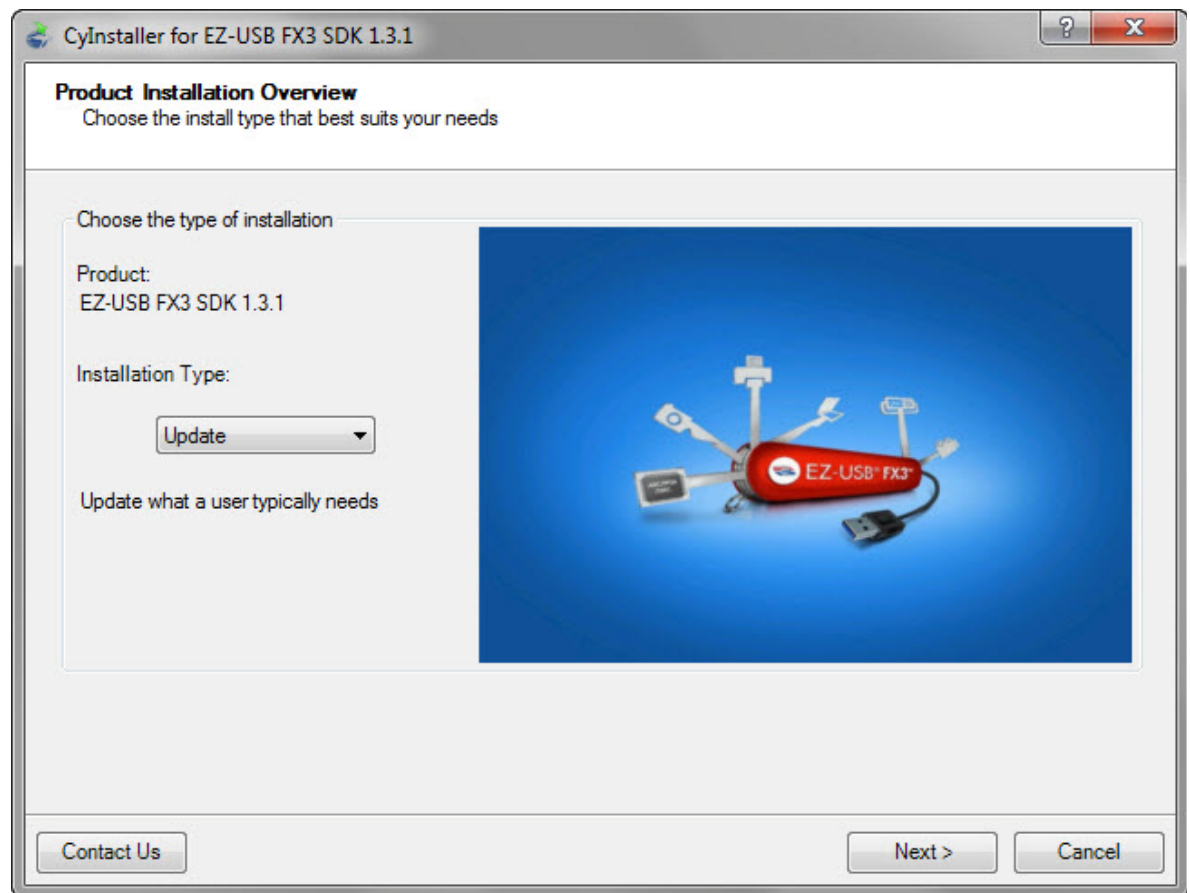 CyInstaller for EZ-USB FX3 SDK 1.3.1
Product Installation Overview
Choose the install type that best suits your needs
Choose the type of installation
Product:
EZ-USB FX3 SDK 1.3.1
Installation Type:
Update
Update what a user typically needs
EZ-USB™ FX3™
Contact Us
Next >
Cancel